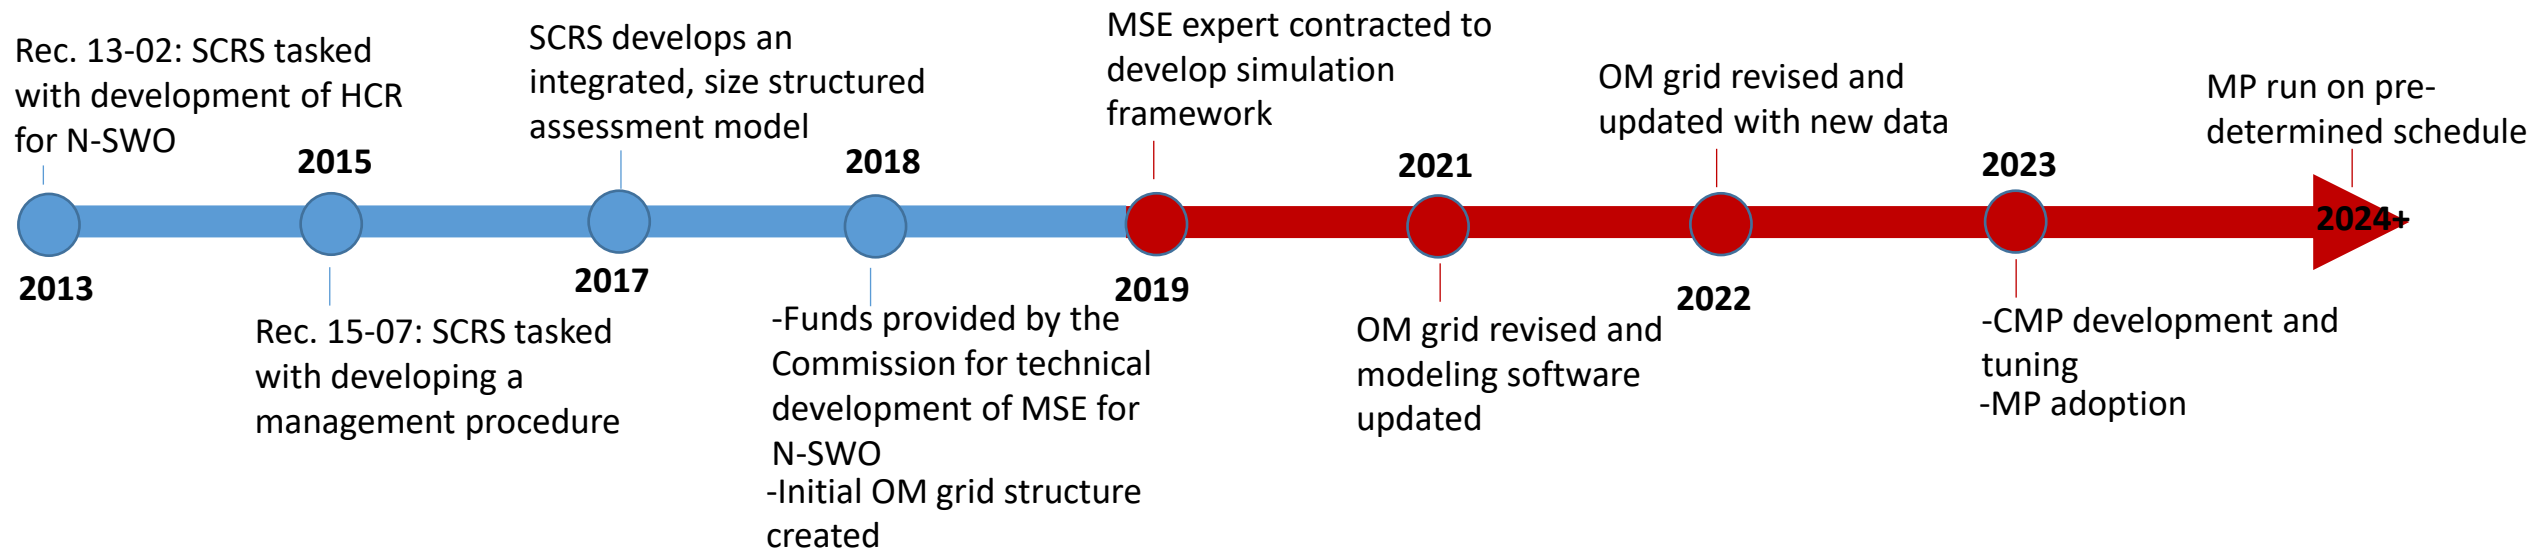 Rec. 13-02: SCRS tasked
with development of HCR
for N-SWO
2013
2015
Rec. 15-07: SCRS tasked
with developing a
management procedure
SCRS develops an
integrated, size structured
assessment model
2017
2018
-Funds provided by the
Commission for technical
development of MSE for
N-SWO
-Initial OM grid structure
created
MSE expert contracted to
develop simulation
framework
2019
2021
OM grid revised and
modeling software
updated
OM grid revised and
updated with new data
2022
2023
-CMP development and
tuning
-MP adoption
MP run on pre-
determined schedule
2024+